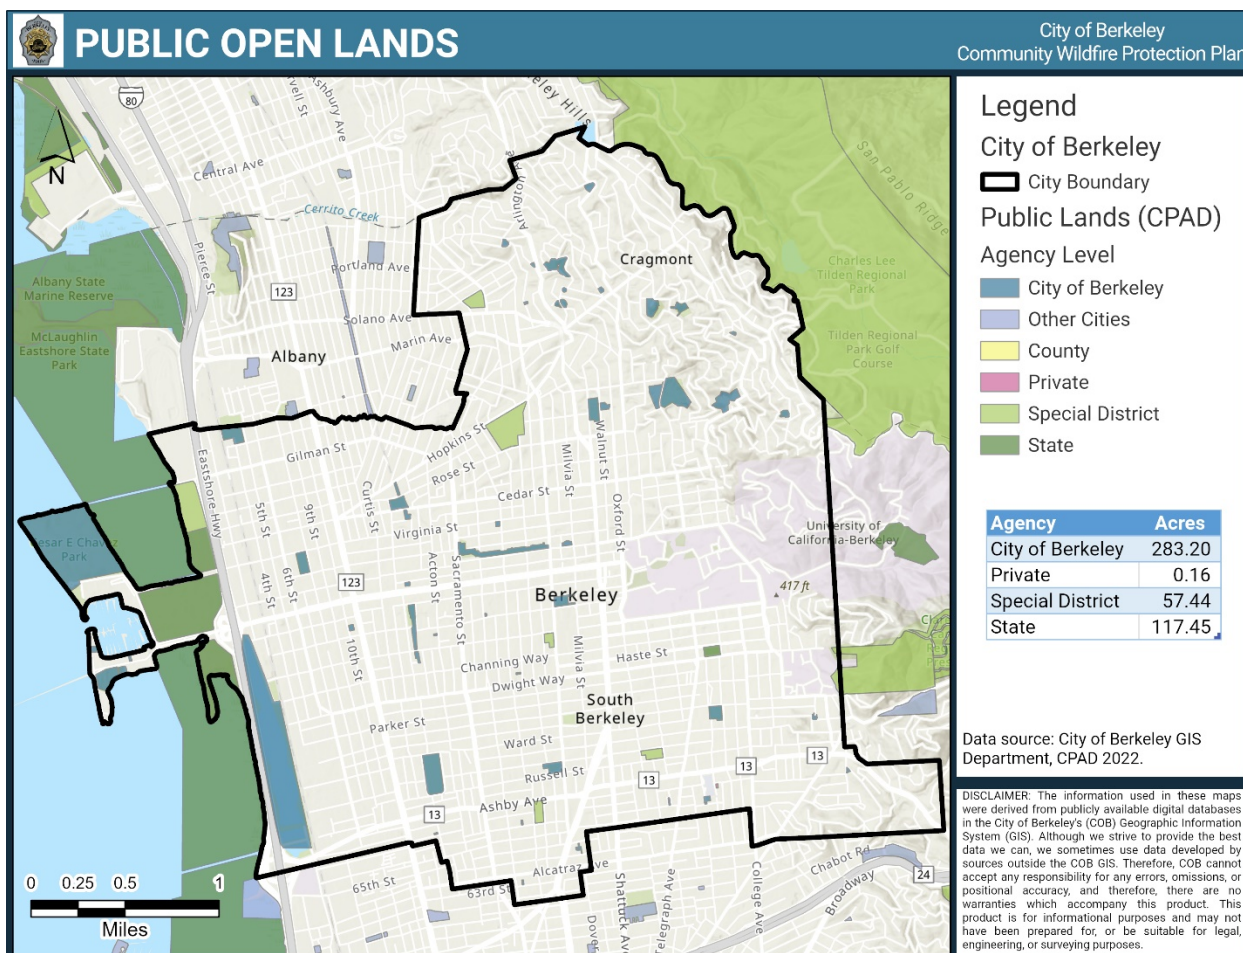 PUBLIC OPEN LANDS
City of Berkeley
Community Wildfire Protection Plan
80
Ashbury Ave
Central Ave
Cerrito Creek
Pierce St
Portland Ave
123
Solano Ave
Marin Ave
Albany
Arlington Ave
Cragmont
San Pablo Ridge
Charles Lee
Tilden Regional
Park
Tilden Regional
Park Golf
Course
Albany State
Marine Reserve
McLaughlin
Eastshore State
Park
N
Gilman St
Hopkins St
Rose St
Eastshore Hwy
5th St
9th St
Curtis St
Cedar St
Virginia St
Milvia St
Walnut St
Oxford St
University of
California-Berkeley
Cesar E Chavez
Park
4th St
6th St
123
Acton St
Sacramento St
Berkeley
417 ft
10th St
Channing Way
Dwight Way
Milvia St
Haste St
South
Berkeley
Parker St
Ward St
Russell St
Ashby Ave
13
13
13
13
Alcatraz Ave
65th St
63rd St
Shattuck Ave
Telegraph Ave
College Ave
Chabot Rd
Broadway
24
0 0.25 0.5 1
Miles
Legend
City of Berkeley
City Boundary
Public Lands (CPAD)
Agency Level
City of Berkeley
Other Cities
County
Private
Special District
State
Agency Acres
City of Berkeley 283.20
Private 0.16
Special District 57.44
State 117.45
Data source: City of Berkeley GIS
Department, CPAD 2022.
DISCLAIMER: The information used in these maps
were derived from publicly available digital databases
in the City of Berkeley's (COB) Geographic Information
System (GIS). Although we strive to provide the best
data we can, we sometimes use data developed by
sources outside the COB GIS. Therefore, COB cannot
accept any responsibility for any errors, omissions, or
positional accuracy, and therefore, there are no
warranties which accompany this product. This
product is for informational purposes and may not
have been prepared for, or be suitable for legal,
engineering, or surveying purposes.